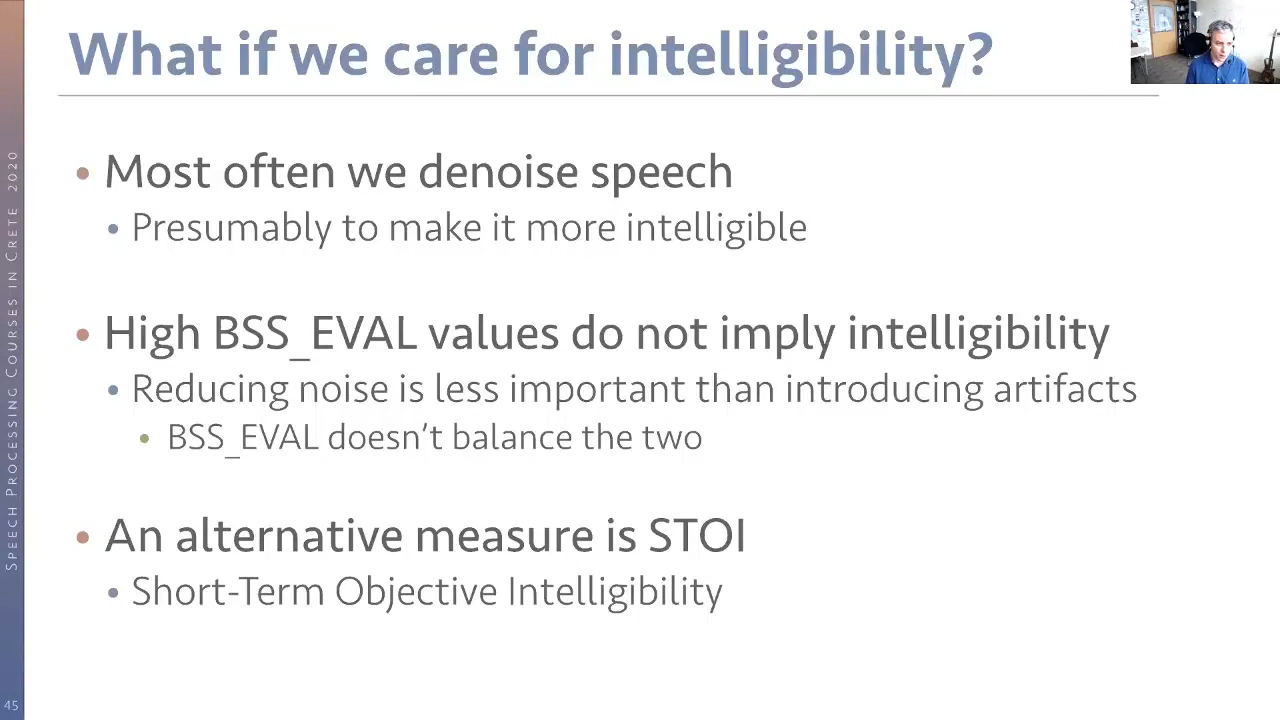 What if we care for intelligibility?
• Most often we denoise speech
• Presumably to make it more intelligible
• High BSS_EVAL values do not imply intelligibility
• Reducing noise is less important than introducing artifacts
• BSS_EVAL doesn’t balance the two
• An alternative measure is STOI
• Short-Term Objective Intelligibility
Speech Processing Courses in Crete 2020
45